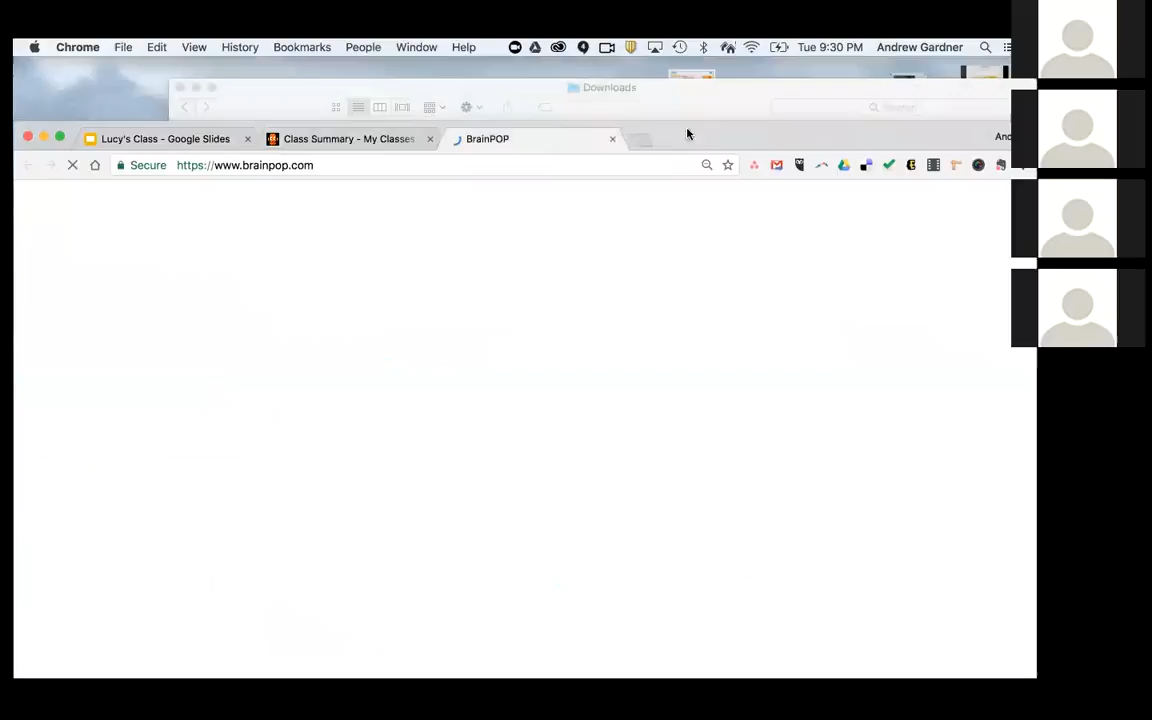 Chrome File Edit View History Bookmarks People Window Help Tue 9:30 PM Andrew Gardner
Downloads
Lucy's Class - Google Slides Class Summary - My Classes BrainPOP
Secure https://www.brainpop.com